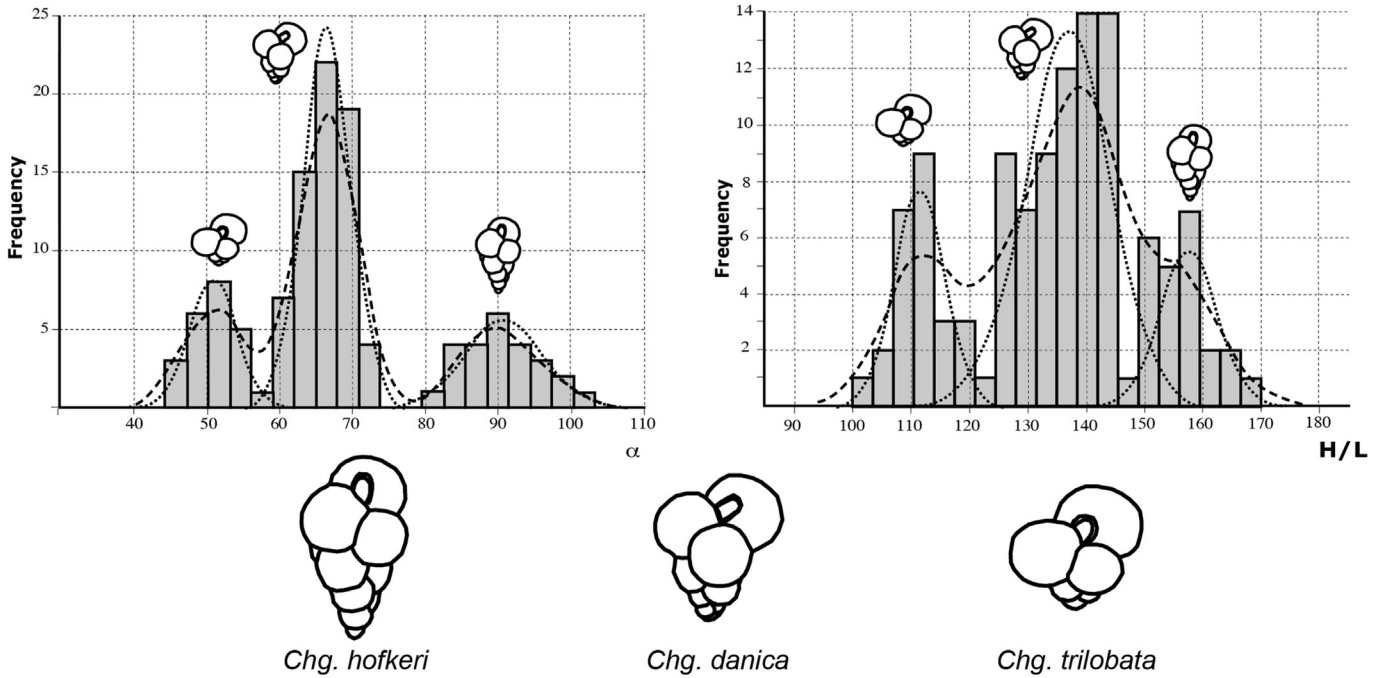 25
20
15
10
5
Frequency
40 50 60 70 80 90 100 110
α
14
12
10
8
6
4
2
Frequency
90 100 110 120 130 140 150 160 170 180
H/L
Chg. hofkeri Chg. danica Chg. trilobata